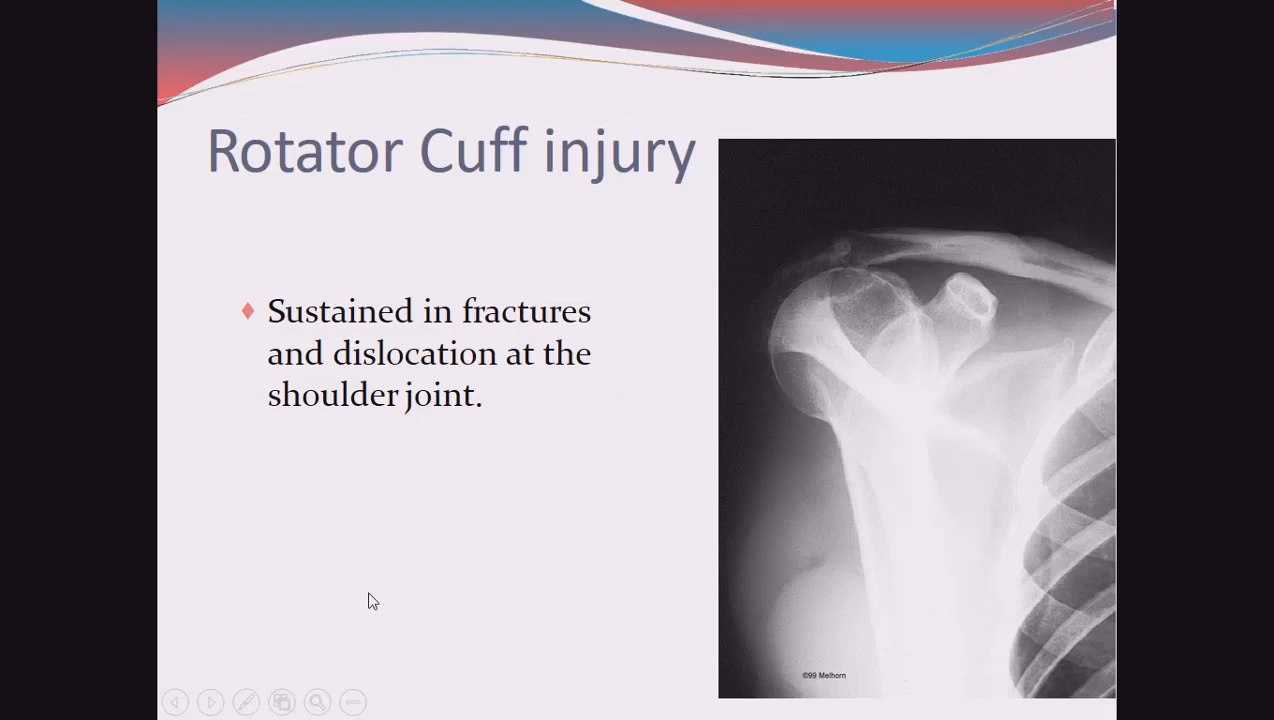 Rotator Cuff injury
Sustained in fractures
and dislocation at the
shoulder joint.
©99 Melhorn